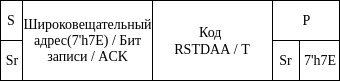 S
Sr
Широковещательный
адрес(7'h7E) / Бит
записи / ACK
Код
RSTDAA / T
P
Sr
7'h7E